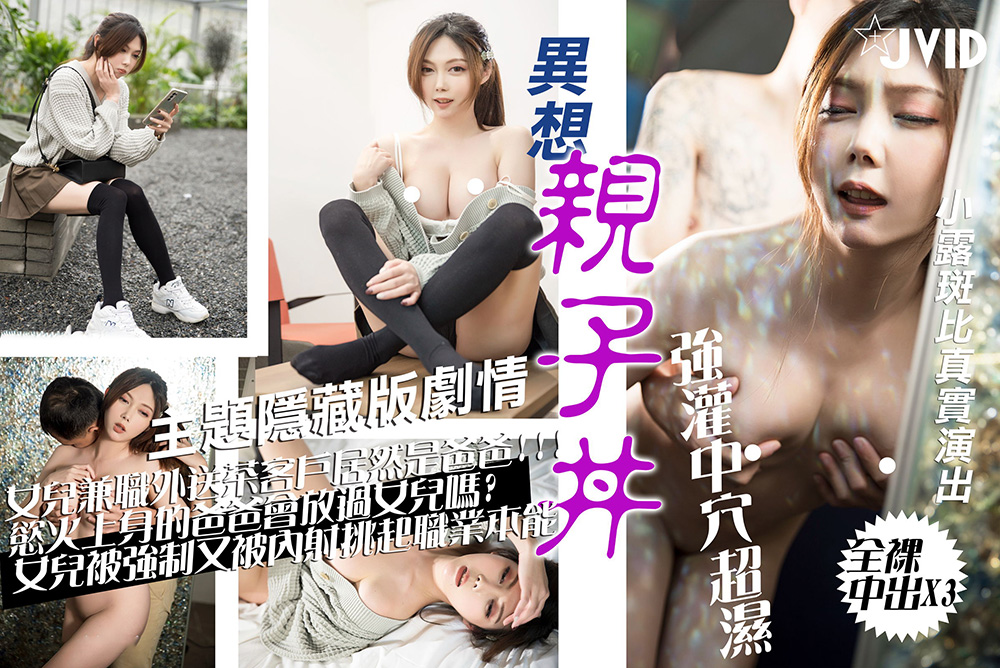 ☆JVID
異想
親子丼
小露斑比真實演出
強灌中穴超濕
主題隱藏版劇情
女兒兼職外送茶客戶居然是爸爸!!!
慾火上身的爸爸會放過女兒嗎?
女兒被強制又被內射挑起職業本能
全裸
中出X3